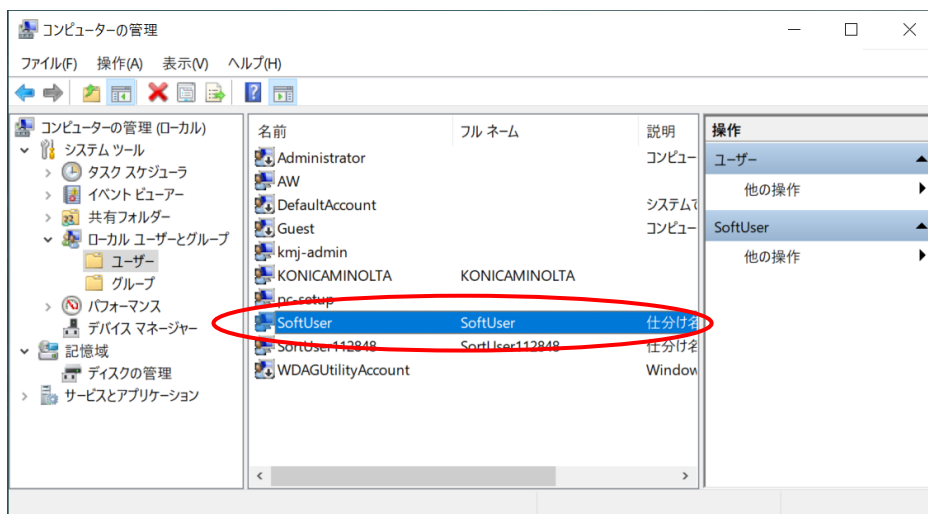 コンピューターの管理
ファイル(F) 操作(A) 表示(V) ヘルプ(H)
コンピューターの管理 (ローカル)
システム ツール
タスク スケジューラ
イベント ビューアー
共有フォルダー
ローカル ユーザーとグループ
ユーザー
グループ
パフォーマンス
デバイス マネージャー
記憶域
ディスクの管理
サービスとアプリケーション
名前 フル ネーム 説明
Administrator コンピュー
AW
DefaultAccount システムで
Guest コンピュー
kmj-admin
KONICAMINOLTA KONICAMINOLTA
pc-setup
SoftUser SoftUser 仕分け名
SortUser112848 SortUser112848 仕分け名
WDAGUtilityAccount Window
操作
ユーザー
他の操作
SoftUser
他の操作